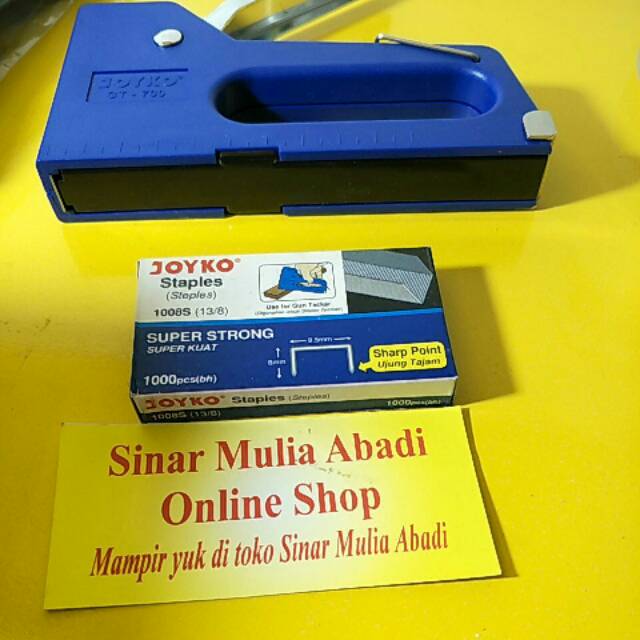 JOYKO
GT - 700
JOYKO
Staples
(Staples)
1008S (13/8)
Use for Gun Tacker
SUPER STRONG
SUPER KUAT
9.5mm
8mm
Sharp Point
Ujung Tajam
1000pcs(bh)
JOYKO® Staples (Staples)
1008S (13/8)
1000pcs(bh)
Sinar Mulia Abadi
Online Shop
Mampir yuk di toko Sinar Mulia Abadi